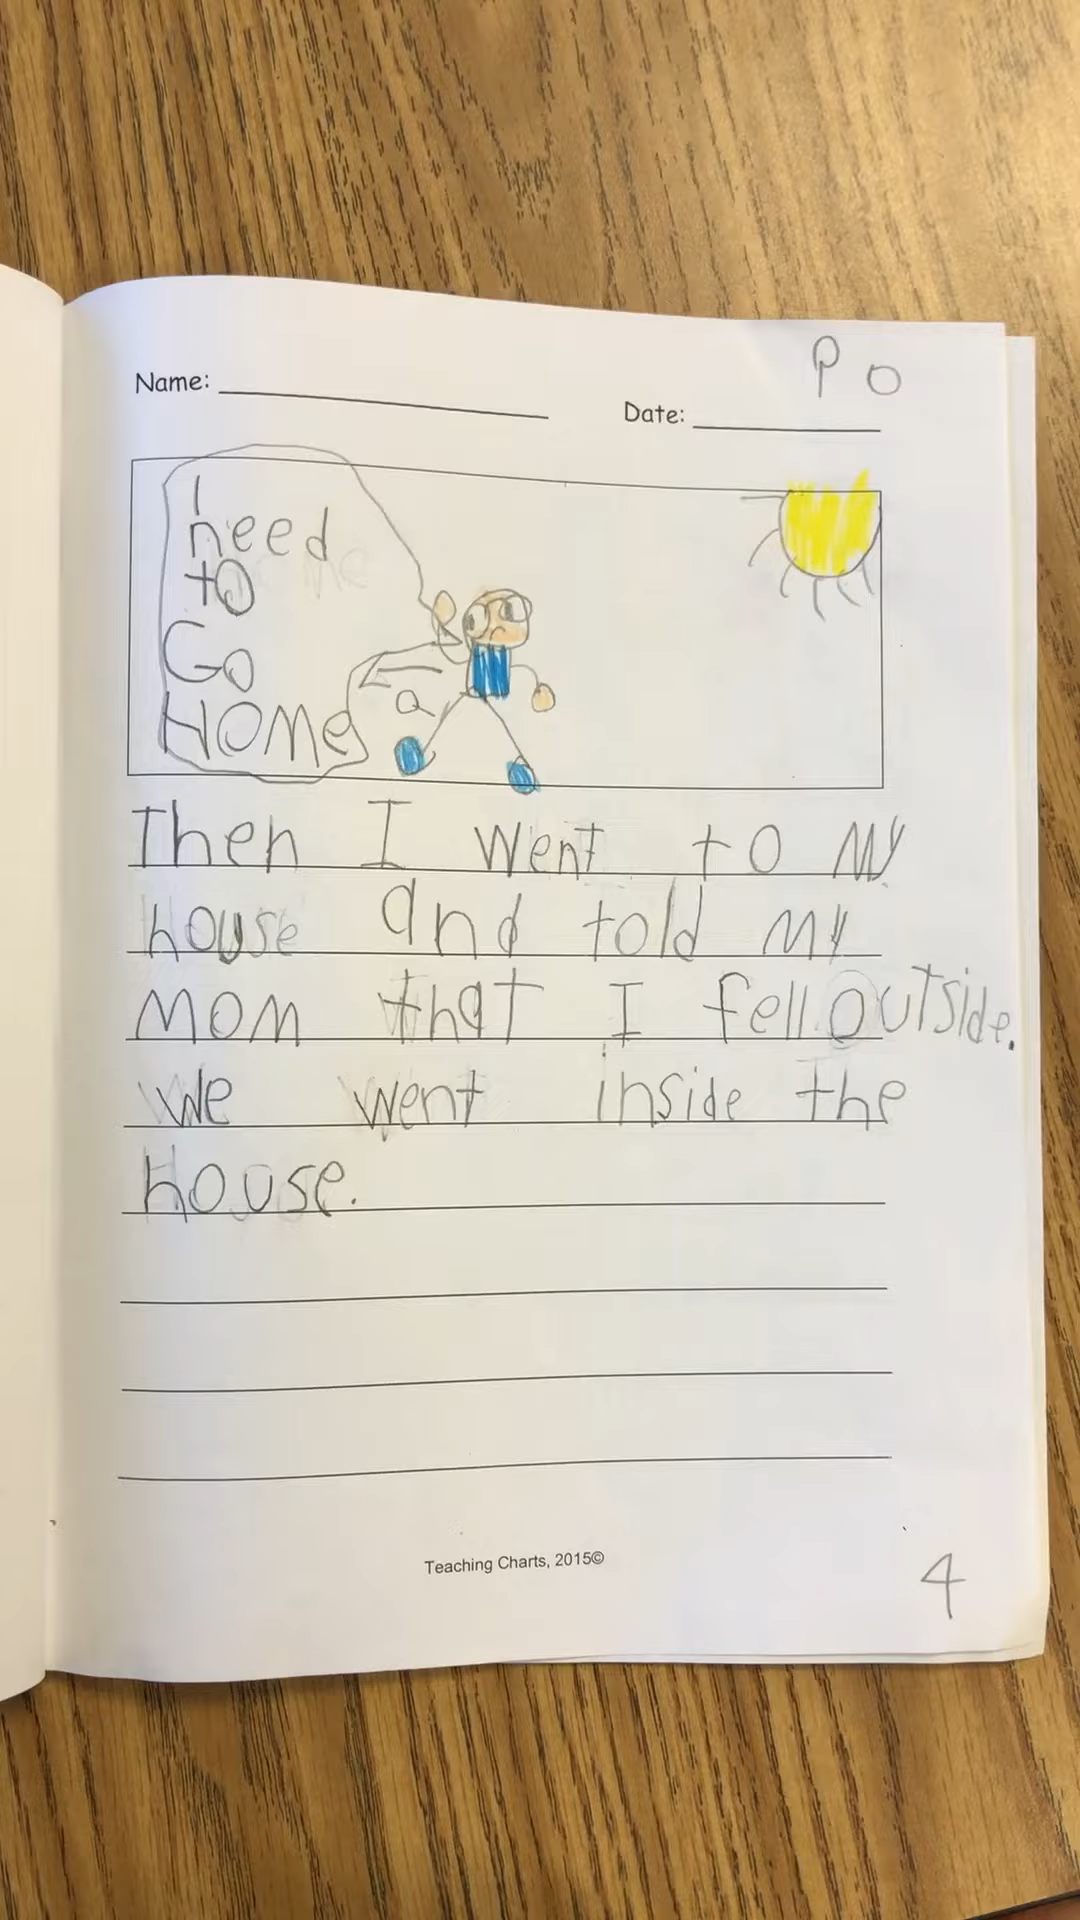 P O
Name:
Date:
I
need
to
Go
Home
Then I went to My
house and told My
Mom that I fell outside.
We went inside the
house.
Teaching Charts, 2015©
4